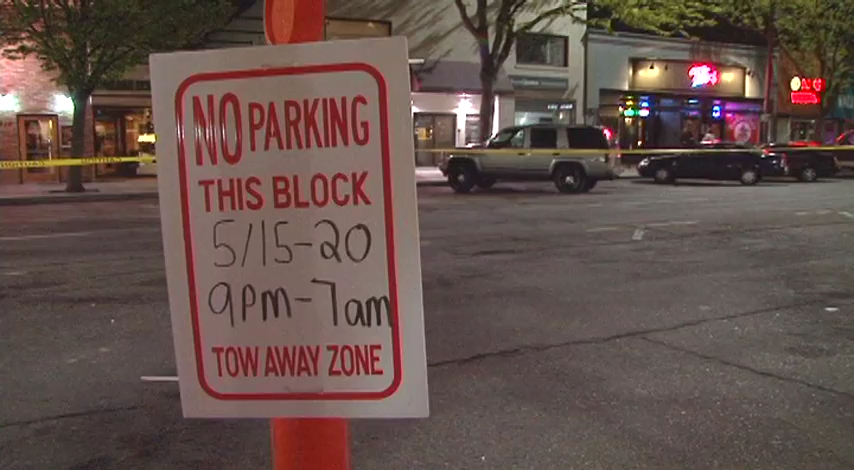 NO PARKING
THIS BLOCK
5/15-20
9pm-7am
TOW AWAY ZONE